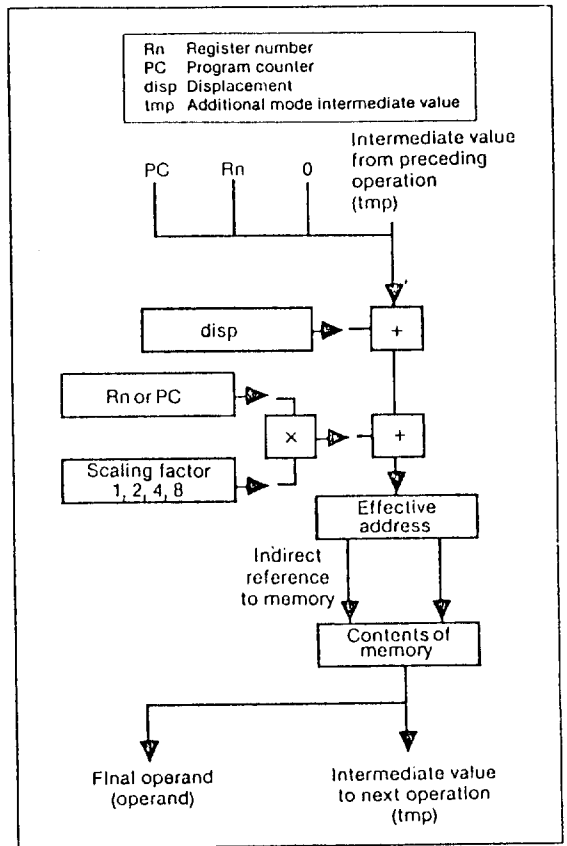 Rn Register number
PC Program counter
disp Displacement
tmp Additional mode intermediate value
Intermediate value
from preceding
operation
(tmp)
PC Rn 0
disp
+
Rn or PC
×
+
Scaling factor
1, 2, 4, 8
Effective
address
Indirect
reference
to memory
Contents of
memory
Final operand
(operand)
Intermediate value
to next operation
(tmp)